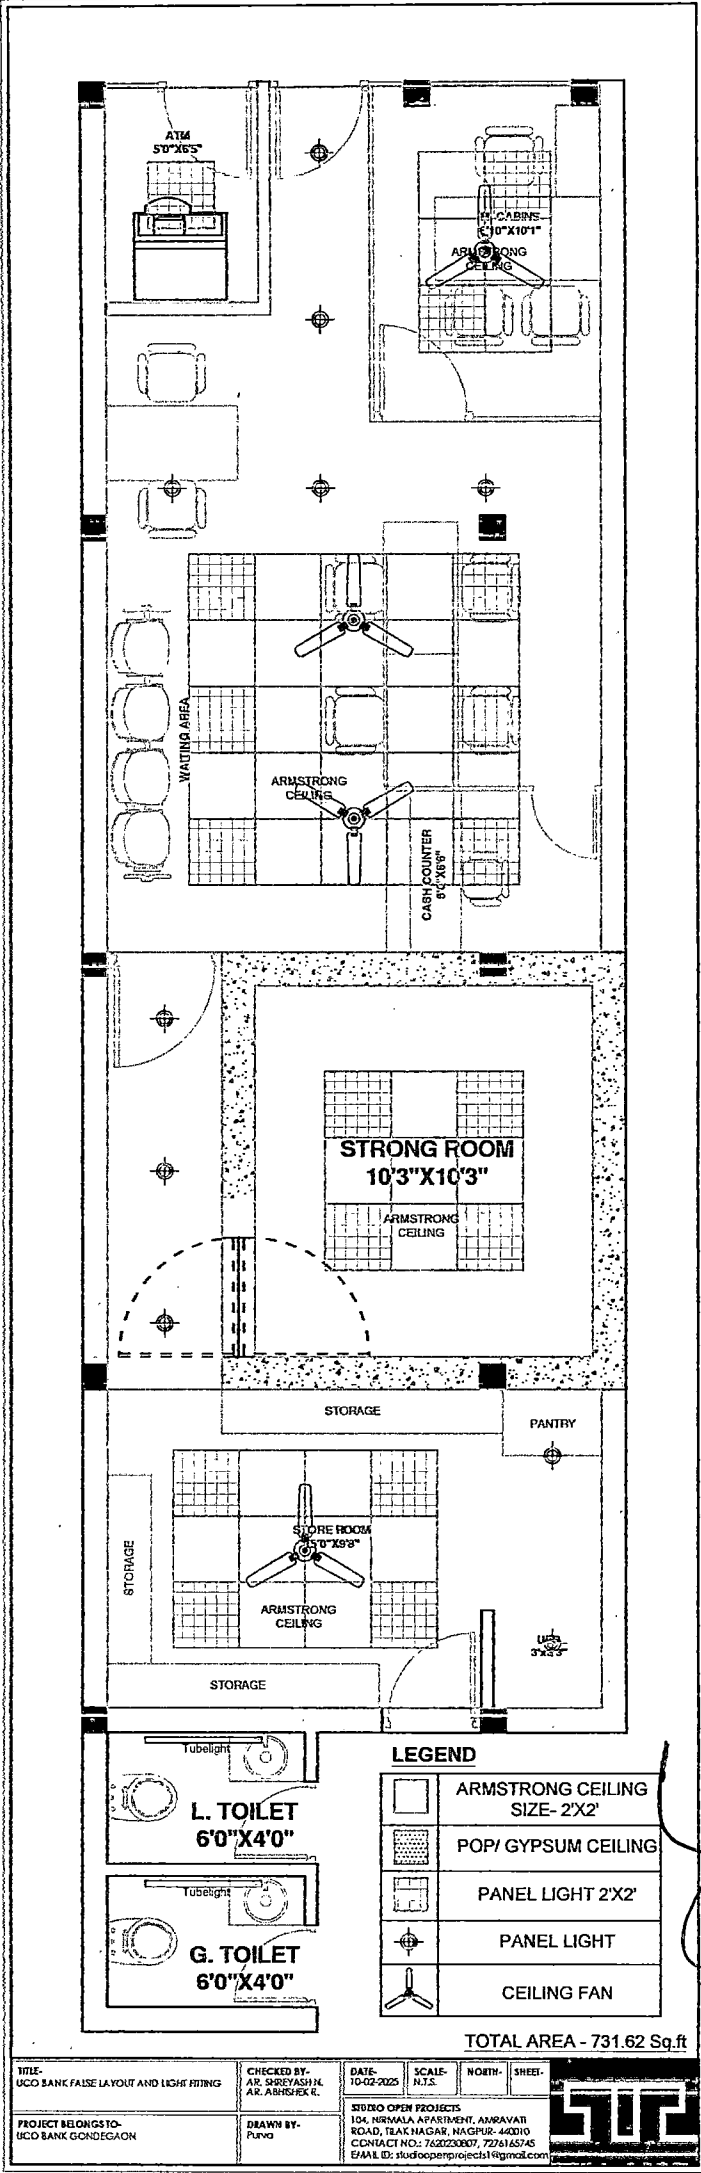 ATM
5'0"X6'5"
CABINS
ARMSTRONG
CEILING
WAITING AREA
ARMSTRONG
CEILING
CASH COUNTER
STRONG ROOM
10'3"X10'3"
ARMSTRONG
CEILING
STORAGE
PANTRY
STORE ROOM
STORAGE
ARMSTRONG
CEILING
STORAGE
Tubelight
L. TOILET
6'0"X4'0"
Tubelight
G. TOILET
6'0"X4'0"
LEGEND
ARMSTRONG CEILING
SIZE- 2'X2'
POP/ GYPSUM CEILING
PANEL LIGHT 2'X2'
PANEL LIGHT
CEILING FAN
TOTAL AREA - 731.62 Sq.ft
TITLE-
UCO BANK FALSE LAYOUT AND LIGHT FITTING
CHECKED BY-
AR. SHREYASH N.
AR. ABHISHEK R.
DATE-
10-02-2025
SCALE-
N.T.S.
NORTH-
SHEET-
PROJECT BELONGS TO-
UCO BANK GONDEGAON
DRAWN BY-
Purva
STUDIO OPEN PROJECTS
104, NIRMALA APARTMENT, AMRAVATI
ROAD, TILAK NAGAR, NAGPUR- 440010
CONTACT NO.: 7620230807, 7276165745
EMAIL ID: studiooperprojects1@gmail.com